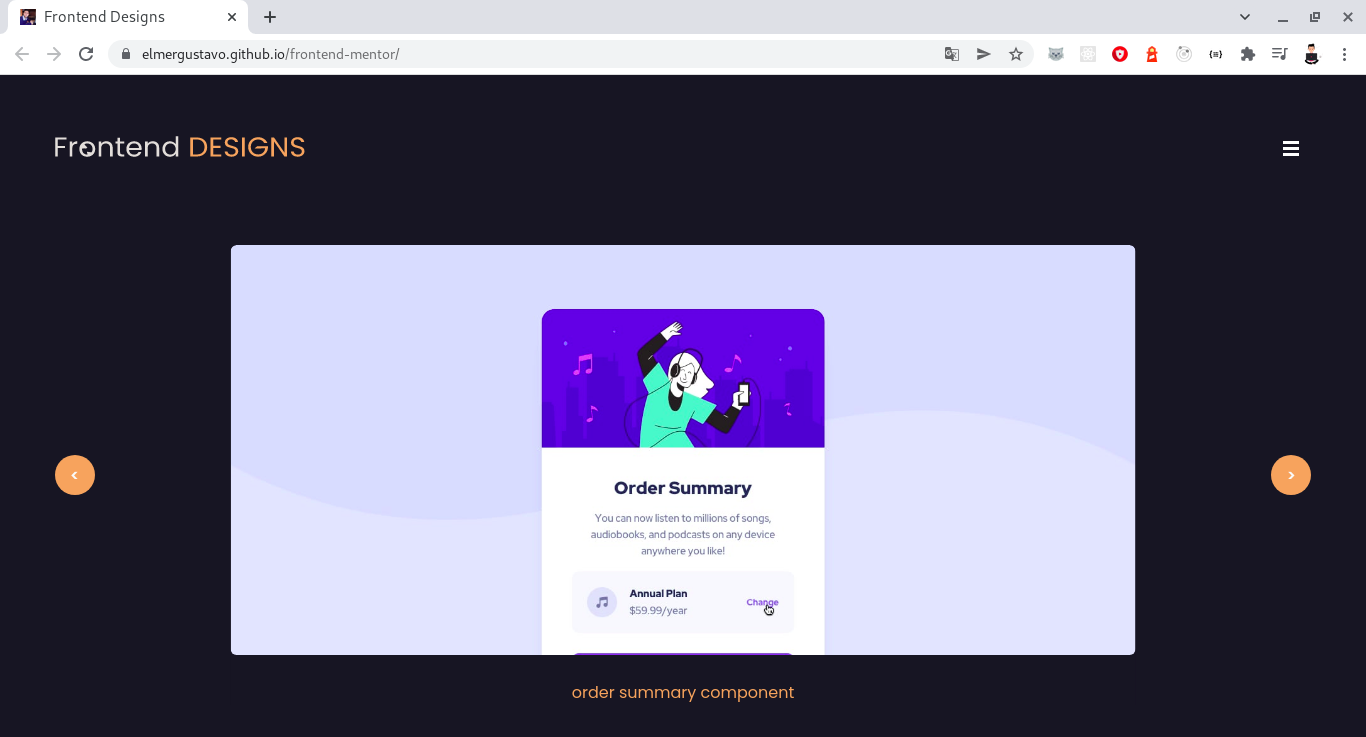 Frontend Designs
elmergustavo.github.io/frontend-mentor/
Frontend DESIGNS
Order Summary
You can now listen to millions of songs,
audiobooks, and podcasts on any device
anywhere you like!
Annual Plan
$59.99/year
Change
order summary component